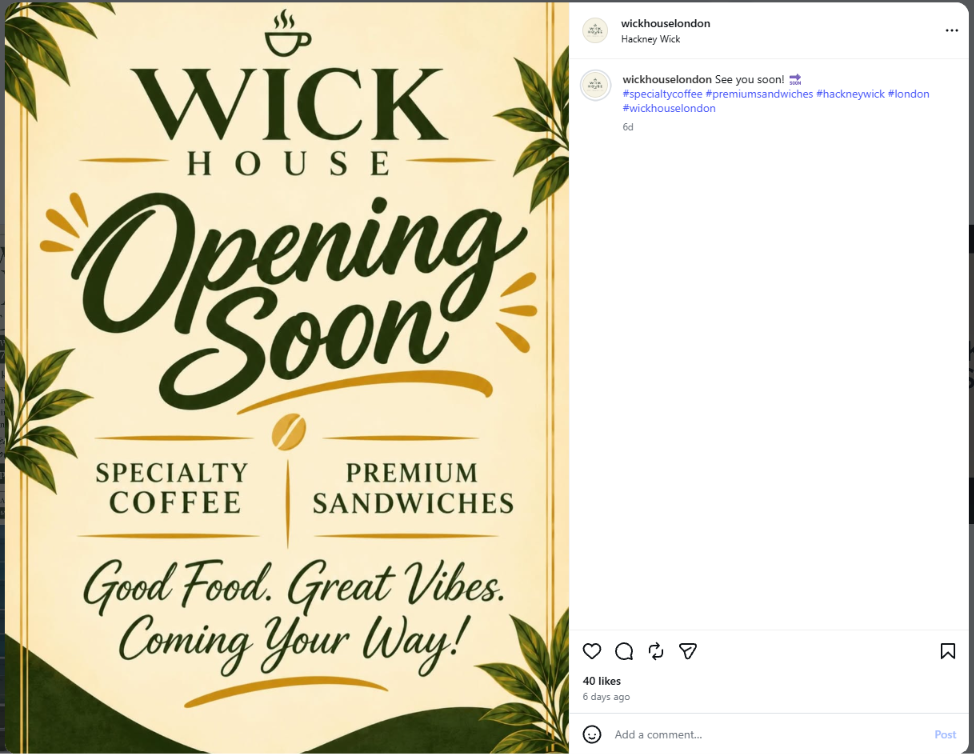 WICK
HOUSE
Opening
Soon
SPECIALTY
COFFEE
PREMIUM
SANDWICHES
Good Food. Great Vibes.
Coming Your Way!
wickhouselondon
Hackney Wick
wickhouselondon See you soon! 🔜
#specialtycoffee #premiumsandwiches #hackneywick #london
#wickhouselondon
6d
40 likes
6 days ago
Add a comment...
Post